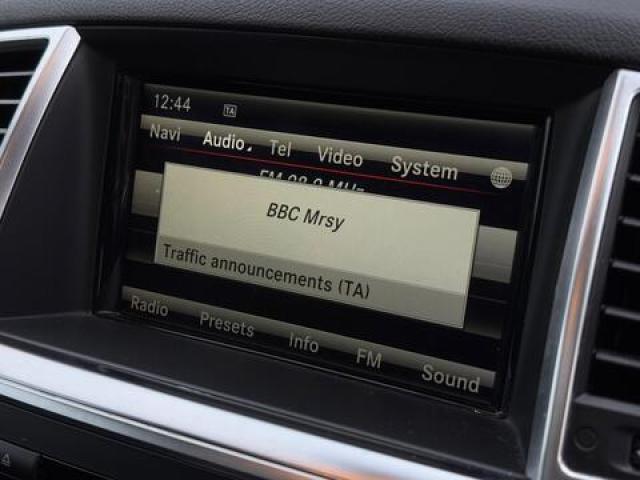 12:44 TA
Navi Audio Tel Video System
BBC Mrsy
Traffic announcements (TA)
Radio Presets Info FM Sound